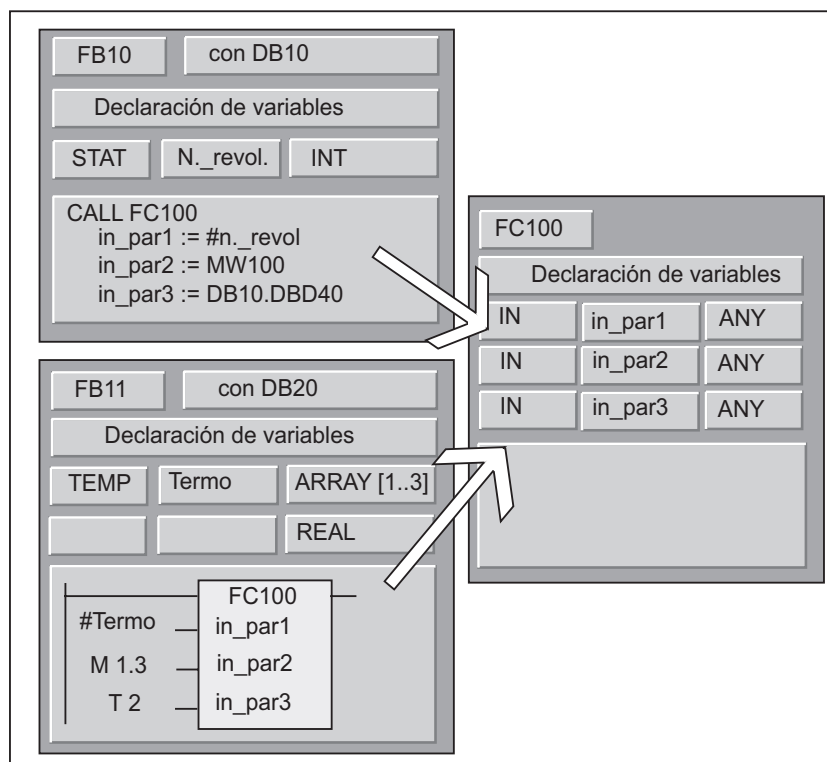 FB10 con DB10
Declaración de variables
STAT N._revol. INT
CALL FC100
in_par1 := #n._revol
in_par2 := MW100
in_par3 := DB10.DBD40
FB11 con DB20
Declaración de variables
TEMP Termo ARRAY [1..3]
REAL
FC100
#Termo in_par1
M 1.3 in_par2
T 2 in_par3
FC100
Declaración de variables
IN in_par1 ANY
IN in_par2 ANY
IN in_par3 ANY